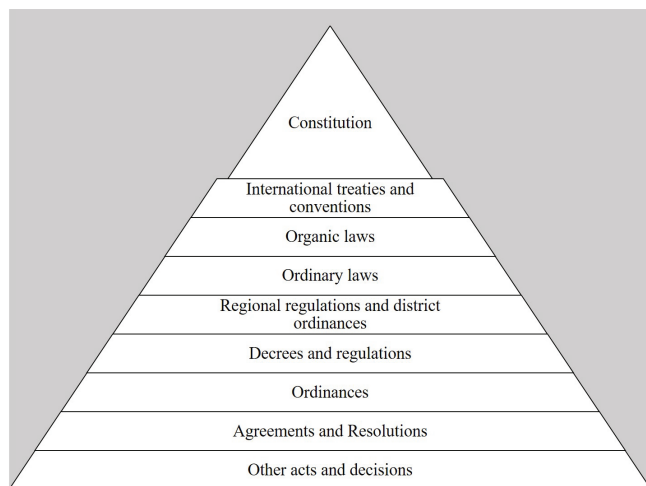 Constitution
International treaties and
conventions
Organic laws
Ordinary laws
Regional regulations and district
ordinances
Decrees and regulations
Ordinances
Agreements and Resolutions
Other acts and decisions